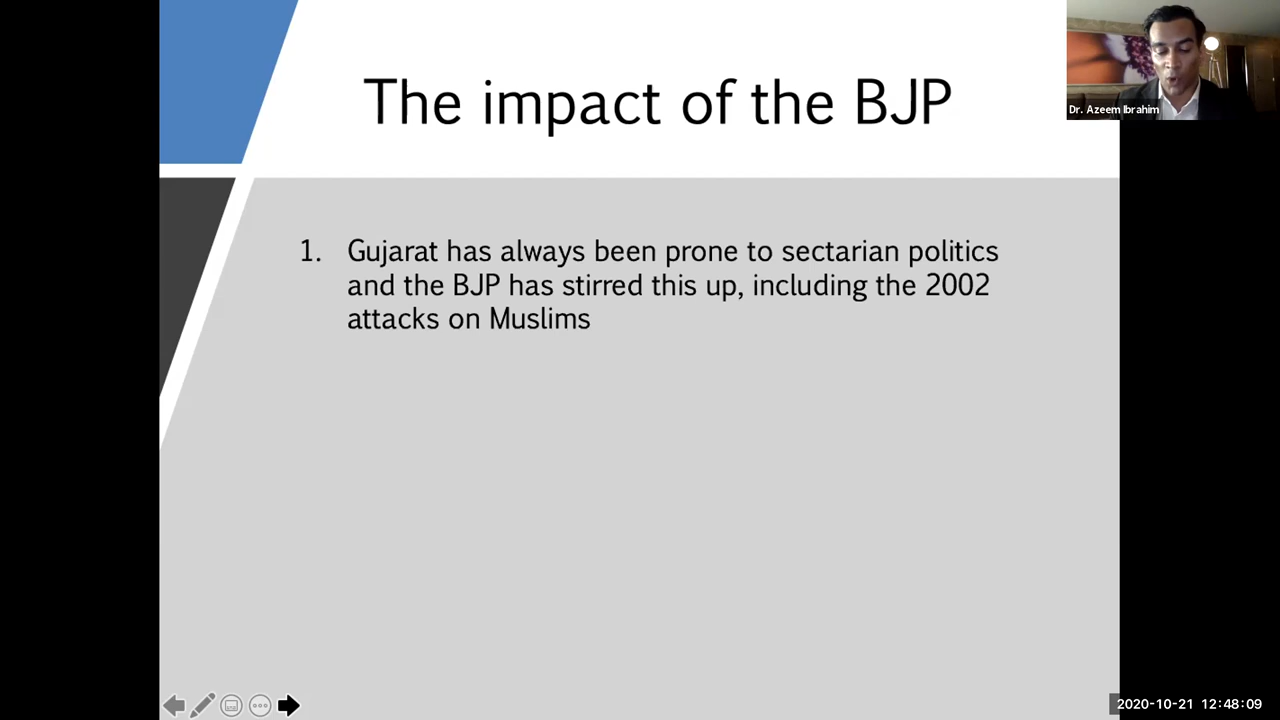 The impact of the BJP
Dr. Azeem Ibrahim
1. Gujarat has always been prone to sectarian politics
and the BJP has stirred this up, including the 2002
attacks on Muslims
2020-10-21 12:48:09